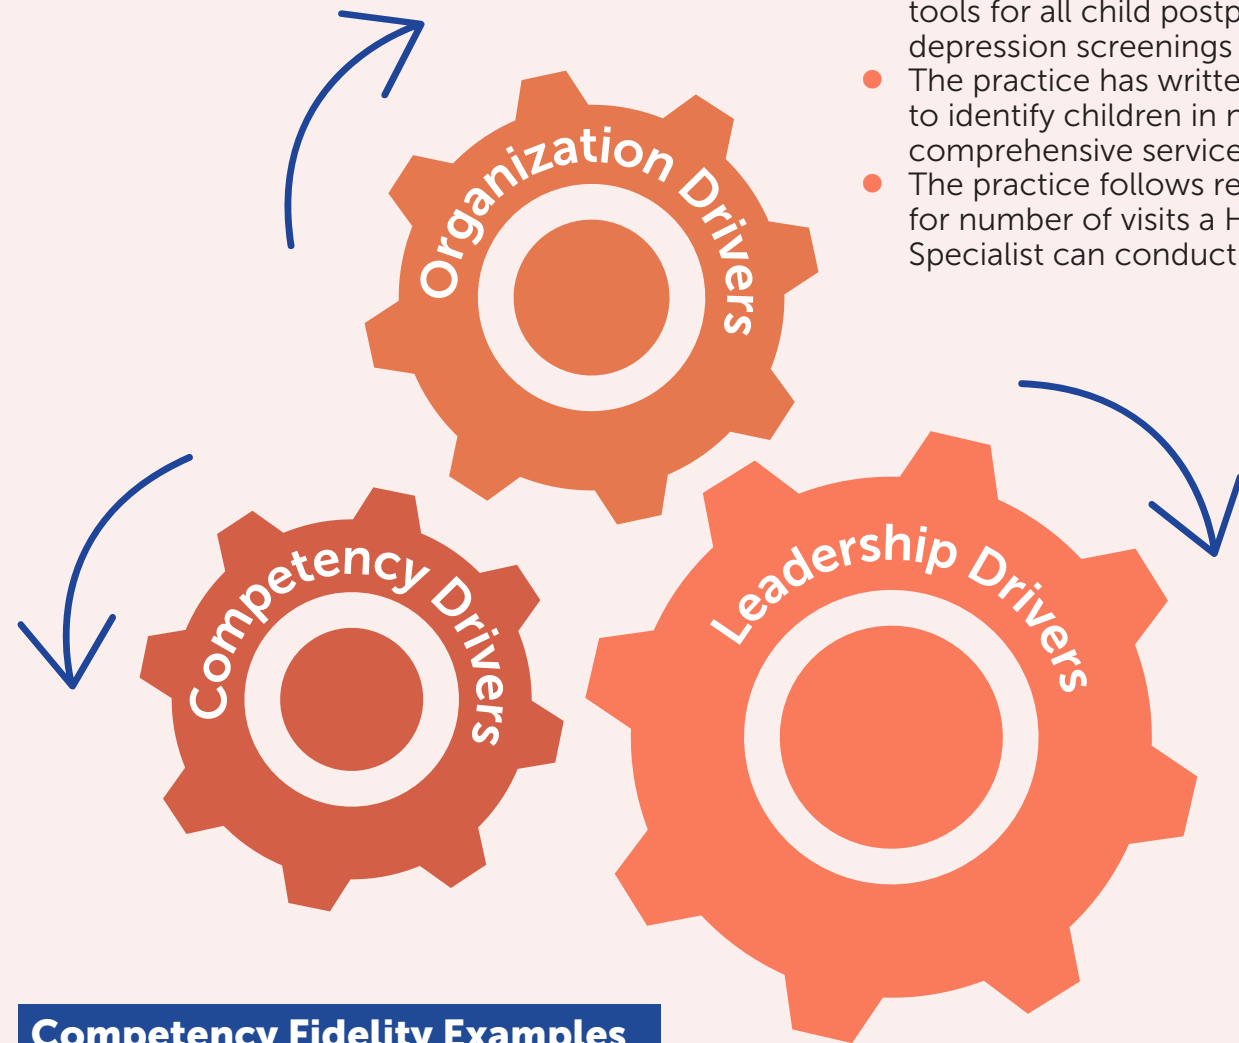 tools for all child postp
depression screenings
The practice has writte
to identify children in n
comprehensive service
The practice follows re
for number of visits a H
Specialist can conduct
Organization Drivers
Competency Drivers
Leadership Drivers
Competency Fidelity Examples